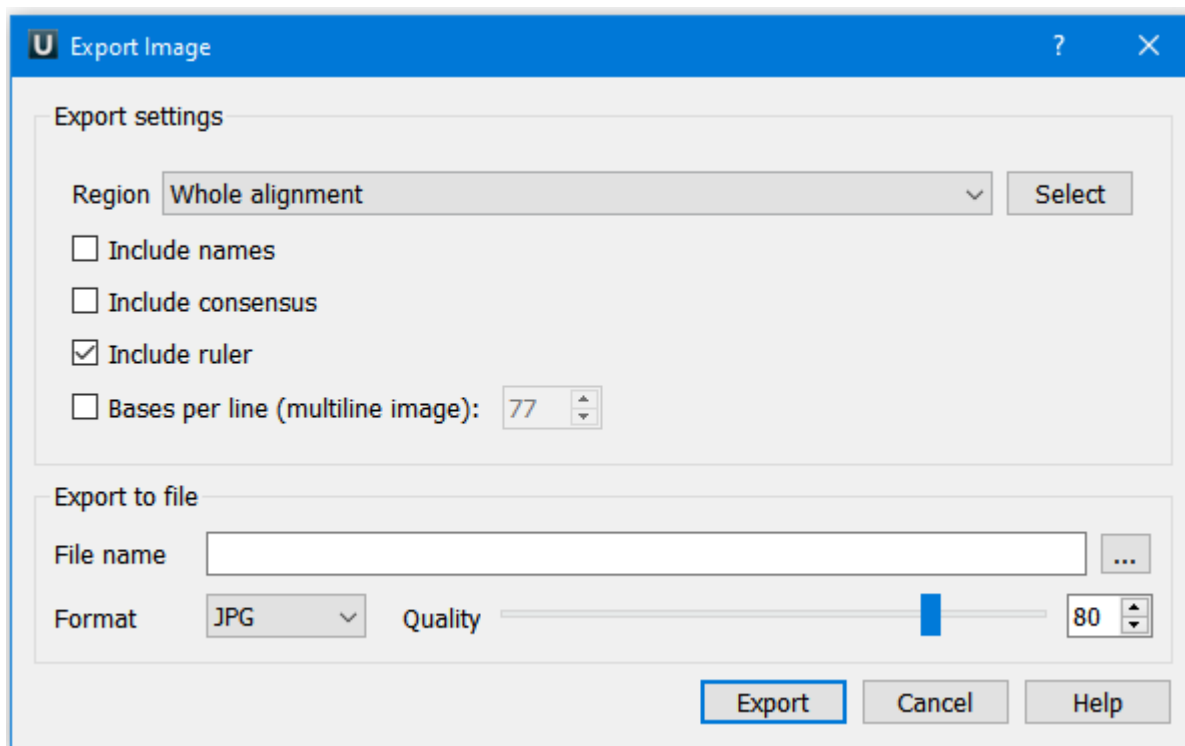 U Export Image ? ×
Export settings
Region Whole alignment Select
Include names
Include consensus
Include ruler
Bases per line (multiline image): 77
Export to file
File name ...
Format JPG Quality 80
Export Cancel Help